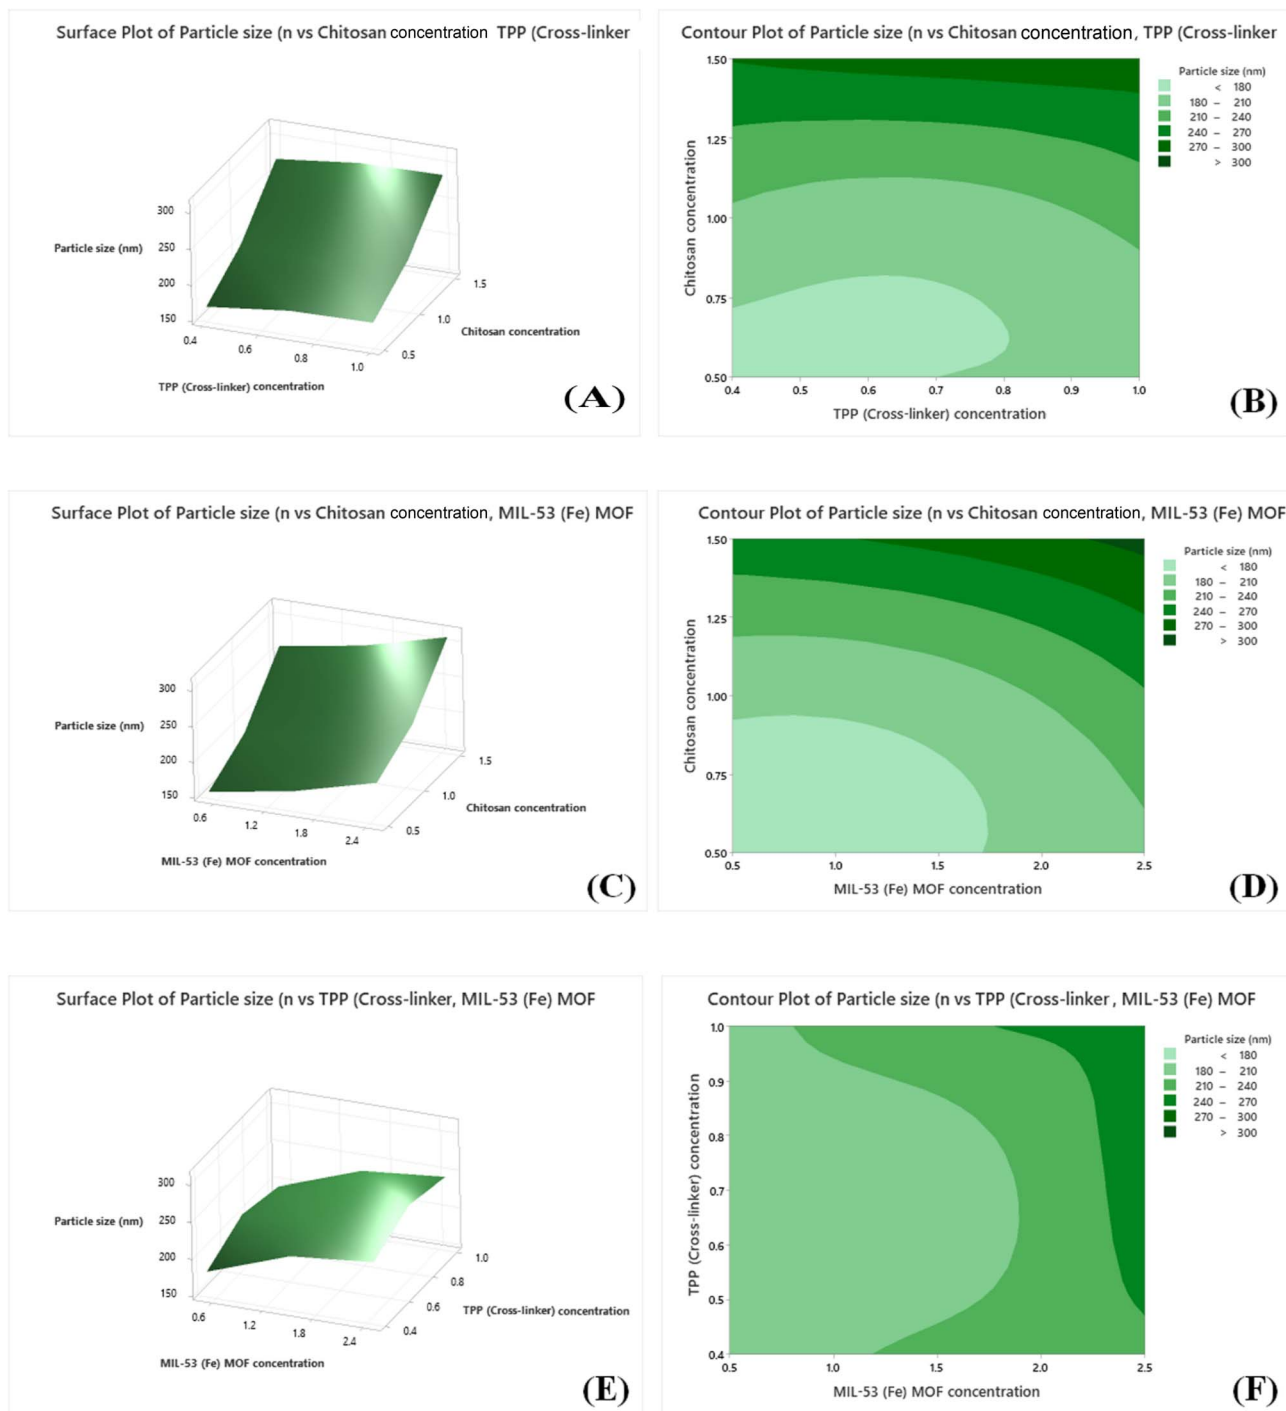 Surface Plot of Particle size (n vs Chitosan concentration TPP (Cross-linker
300
250
200
150
Particle size (nm)
0.4
0.6
0.8
1.0
0.5
1.0
1.5
Chitosan concentration
TPP (Cross-linker) concentration
(A)
Contour Plot of Particle size (n vs Chitosan concentration, TPP (Cross-linker
1.50
1.25
1.00
0.75
0.50
Chitosan concentration
0.4 0.5 0.6 0.7 0.8 0.9 1.0
TPP (Cross-linker) concentration
Particle size (nm)
< 180
180 – 210
210 – 240
240 – 270
270 – 300
> 300
(B)
Surface Plot of Particle size (n vs Chitosan concentration, MIL-53 (Fe) MOF
300
250
200
150
Particle size (nm)
0.6
1.2
1.8
2.4
0.5
1.0
1.5
Chitosan concentration
MIL-53 (Fe) MOF concentration
(C)
Contour Plot of Particle size (n vs Chitosan concentration, MIL-53 (Fe) MOF
1.50
1.25
1.00
0.75
0.50
Chitosan concentration
0.5 1.0 1.5 2.0 2.5
MIL-53 (Fe) MOF concentration
Particle size (nm)
< 180
180 – 210
210 – 240
240 – 270
270 – 300
> 300
(D)
Surface Plot of Particle size (n vs TPP (Cross-linker, MIL-53 (Fe) MOF
300
250
200
150
Particle size (nm)
0.6
1.2
1.8
2.4
0.4
0.6
0.8
1.0
TPP (Cross-linker) concentration
MIL-53 (Fe) MOF concentration
(E)
Contour Plot of Particle size (n vs TPP (Cross-linker, MIL-53 (Fe) MOF
1.0
0.9
0.8
0.7
0.6
0.5
0.4
TPP (Cross-linker) concentration
0.5 1.0 1.5 2.0 2.5
MIL-53 (Fe) MOF concentration
Particle size (nm)
< 180
180 – 210
210 – 240
240 – 270
270 – 300
> 300
(F)